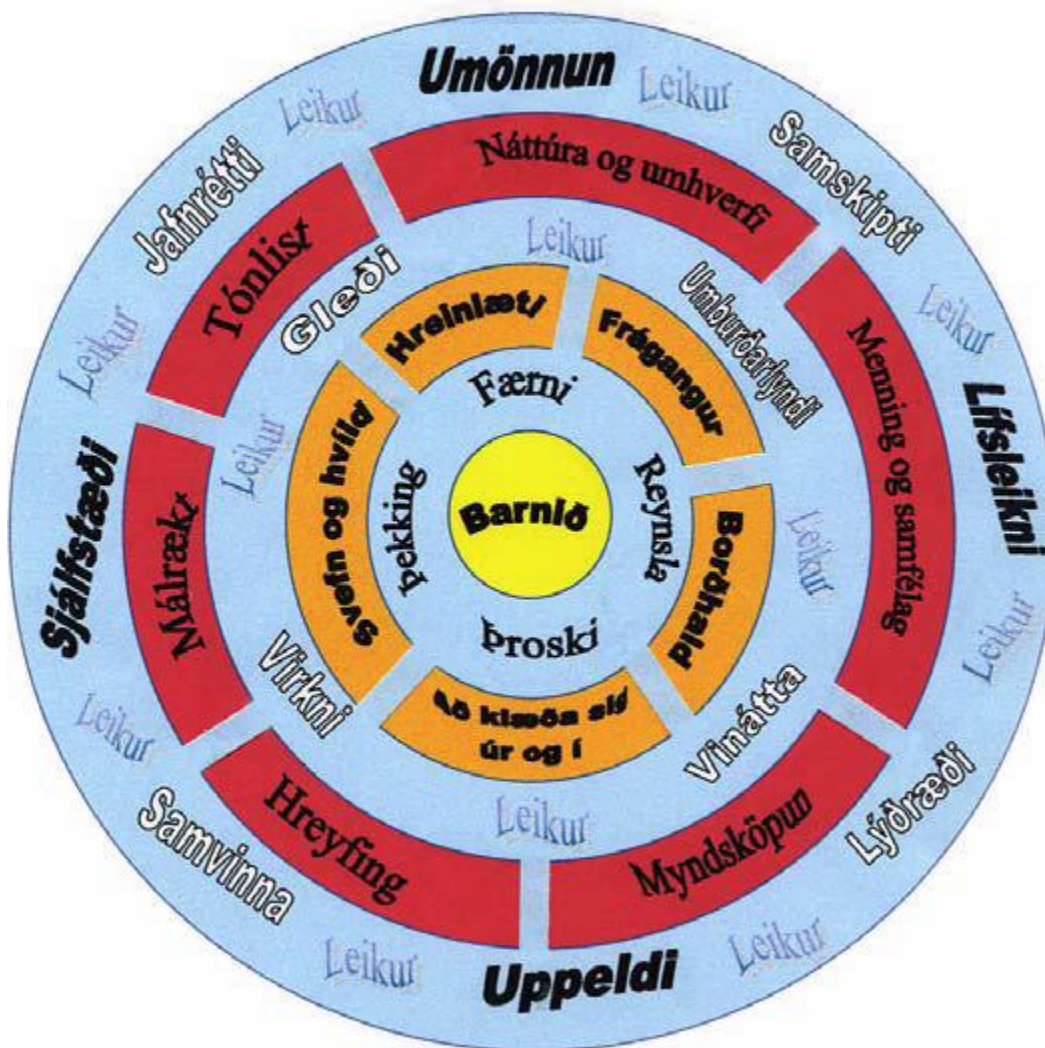 Umönnun
Leikur
Samskipti
Leikur
Lífsleikni
Leikur
Lýðræði
Leikur
Uppeldi
Leikur
Samvinna
Leikur
Sjálfstæði
Leikur
Jafnrétti
Leikur
Náttúra og umhverfi
Menning og samfélag
Myndsköpun
Hreyfing
Málrækt
Tónlist
Leikur
Umburðarlyndi
Leikur
Vinátta
Leikur
Virkni
Leikur
Gleði
Hreinlæti
Frágangur
Borðhald
Að klæða sig
úr og í
Svefn og hvíld
Færni
Reynsla
Þroski
Þekking
Barnið